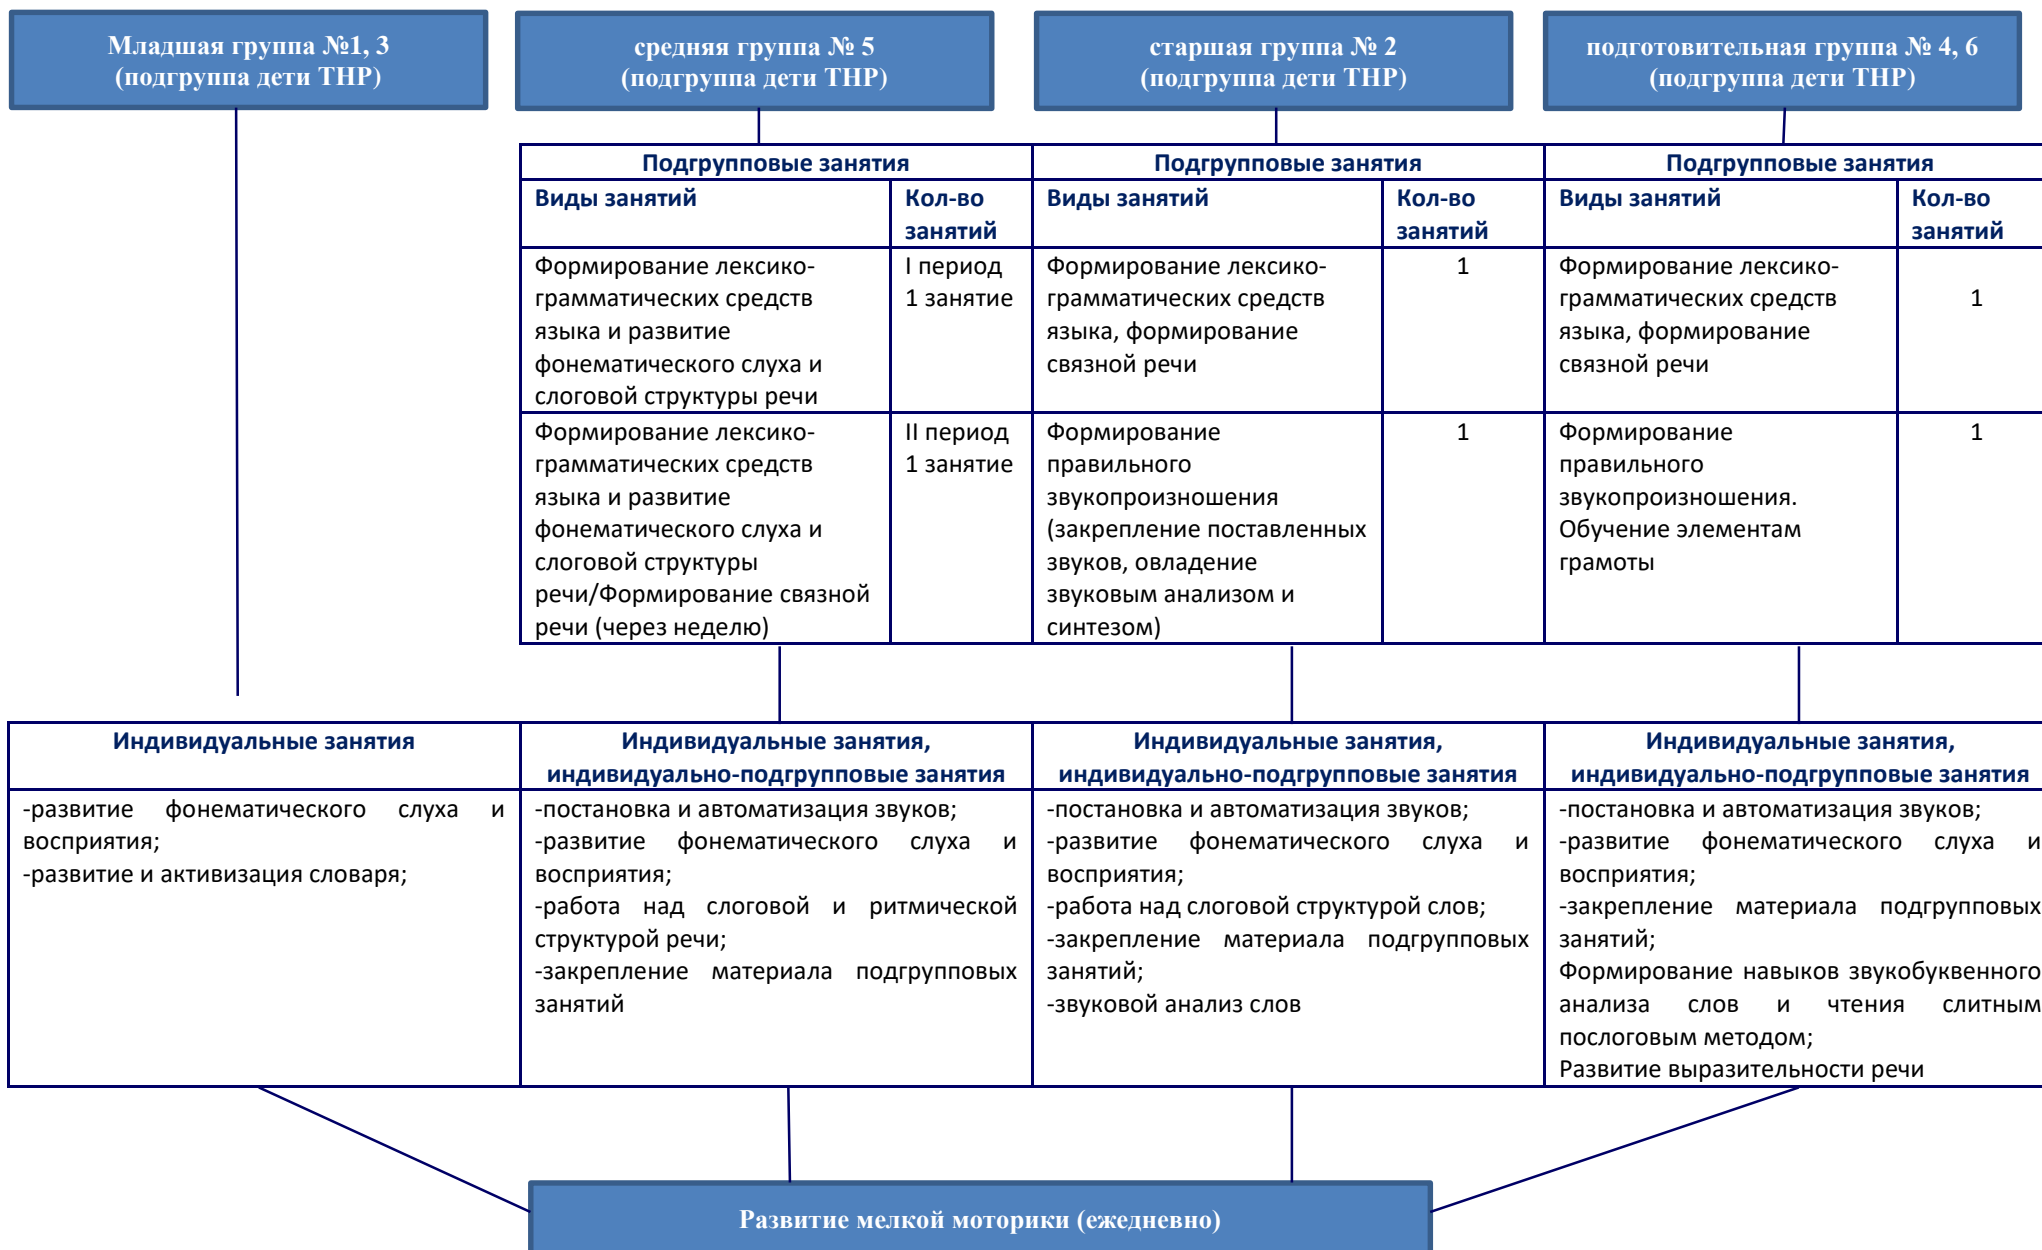 Младшая группа №1, 3
(подгруппа дети ТНР)
средняя группа № 5
(подгруппа дети ТНР)
старшая группа № 2
(подгруппа дети ТНР)
подготовительная группа № 4, 6
(подгруппа дети ТНР)
Подгрупповые занятия
Виды занятий
Кол-во
занятий
Формирование лексико-
грамматических средств
языка и развитие
фонематического слуха и
слоговой структуры речи
I период
1 занятие
Формирование лексико-
грамматических средств
языка и развитие
фонематического слуха и
слоговой структуры
речи/Формирование связной
речи (через неделю)
II период
1 занятие
Подгрупповые занятия
Виды занятий
Кол-во
занятий
Формирование лексико-
грамматических средств
языка, формирование
связной речи
1
Формирование
правильного
звукопроизношения
(закрепление поставленных
звуков, овладение
звуковым анализом и
синтезом)
1
Подгрупповые занятия
Виды занятий
Кол-во
занятий
Формирование лексико-
грамматических средств
языка, формирование
связной речи
1
Формирование
правильного
звукопроизношения.
Обучение элементам
грамоты
1
Индивидуальные занятия
-развитие фонематического слуха и
восприятия;
-развитие и активизация словаря;
Индивидуальные занятия,
индивидуально-подгрупповые занятия
-постановка и автоматизация звуков;
-развитие фонематического слуха и
восприятия;
-работа над слоговой и ритмической
структурой речи;
-закрепление материала подгрупповых
занятий
Индивидуальные занятия,
индивидуально-подгрупповые занятия
-постановка и автоматизация звуков;
-развитие фонематического слуха и
восприятия;
-работа над слоговой структурой слов;
-закрепление материала подгрупповых
занятий;
-звуковой анализ слов
Индивидуальные занятия,
индивидуально-подгрупповые занятия
-постановка и автоматизация звуков;
-развитие фонематического слуха и
восприятия;
-закрепление материала подгрупповых
занятий;
Формирование навыков звукобуквенного
анализа слов и чтения слитным
послоговым методом;
Развитие выразительности речи
Развитие мелкой моторики (ежедневно)